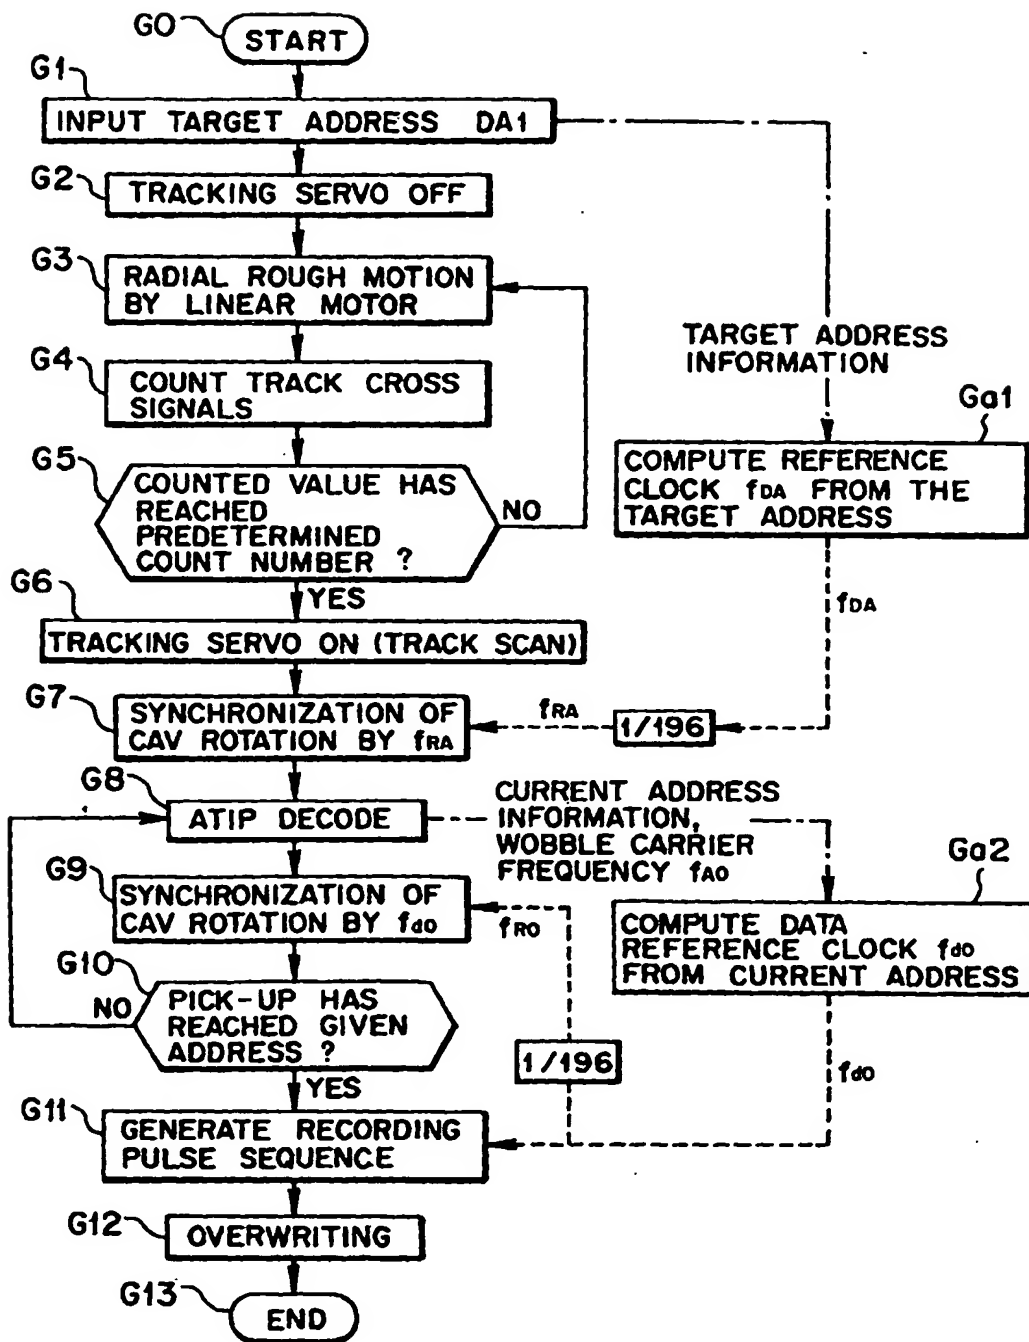 G0
START
G1
INPUT TARGET ADDRESS DA1
G2
TRACKING SERVO OFF
G3
RADIAL ROUGH MOTION
BY LINEAR MOTOR
TARGET ADDRESS
INFORMATION
G4
COUNT TRACK CROSS
SIGNALS
Ga1
COMPUTE REFERENCE
CLOCK fDA FROM THE
TARGET ADDRESS
G5
COUNTED VALUE HAS
REACHED
PREDETERMINED
COUNT NUMBER ?
NO
YES
fDA
G6
TRACKING SERVO ON (TRACK SCAN)
G7
SYNCHRONIZATION OF
CAV ROTATION BY fRA
fRA
1/196
G8
ATIP DECODE
CURRENT ADDRESS
INFORMATION,
WOBBLE CARRIER
FREQUENCY fAO
Ga2
COMPUTE DATA
REFERENCE CLOCK fdO
FROM CURRENT ADDRESS
G9
SYNCHRONIZATION OF
CAV ROTATION BY fdO
fRO
G10
PICK-UP HAS
REACHED GIVEN
ADDRESS ?
NO
YES
1/196
fdO
G11
GENERATE RECORDING
PULSE SEQUENCE
G12
OVERWRITING
G13
END